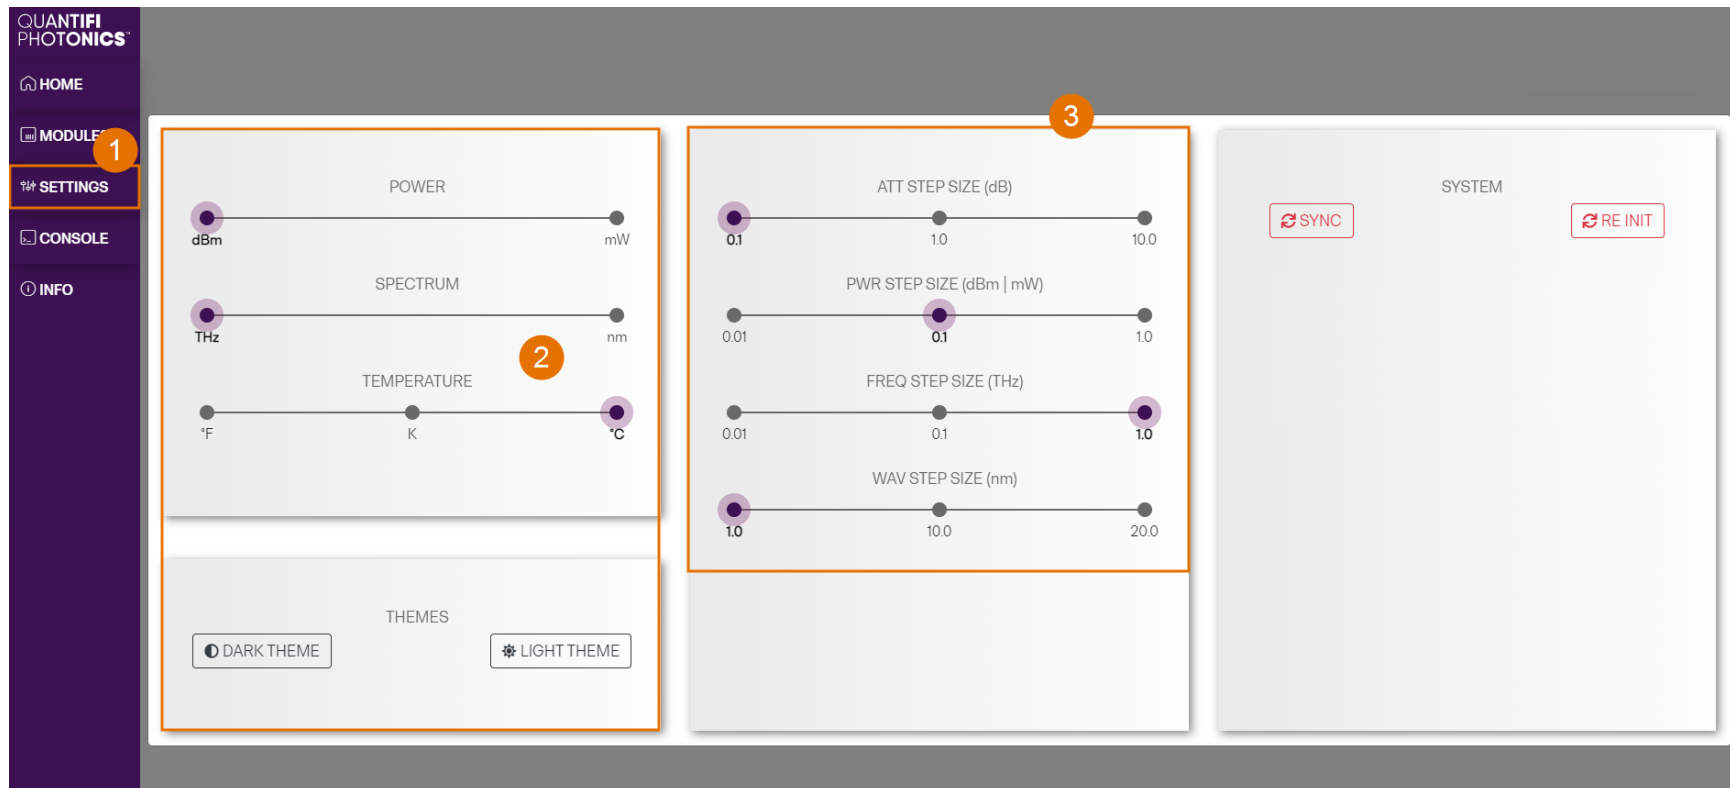 QUANTIFI
PHOTONICS™
HOME
MODULES
1
SETTINGS
CONSOLE
INFO
POWER
dBm mW
SPECTRUM
THz nm
2
TEMPERATURE
°F K °C
THEMES
DARK THEME LIGHT THEME
3
ATT STEP SIZE (dB)
0.1 1.0 10.0
PWR STEP SIZE (dBm | mW)
0.01 0.1 1.0
FREQ STEP SIZE (THz)
0.01 0.1 1.0
WAV STEP SIZE (nm)
1.0 10.0 20.0
SYSTEM
SYNC RE INIT